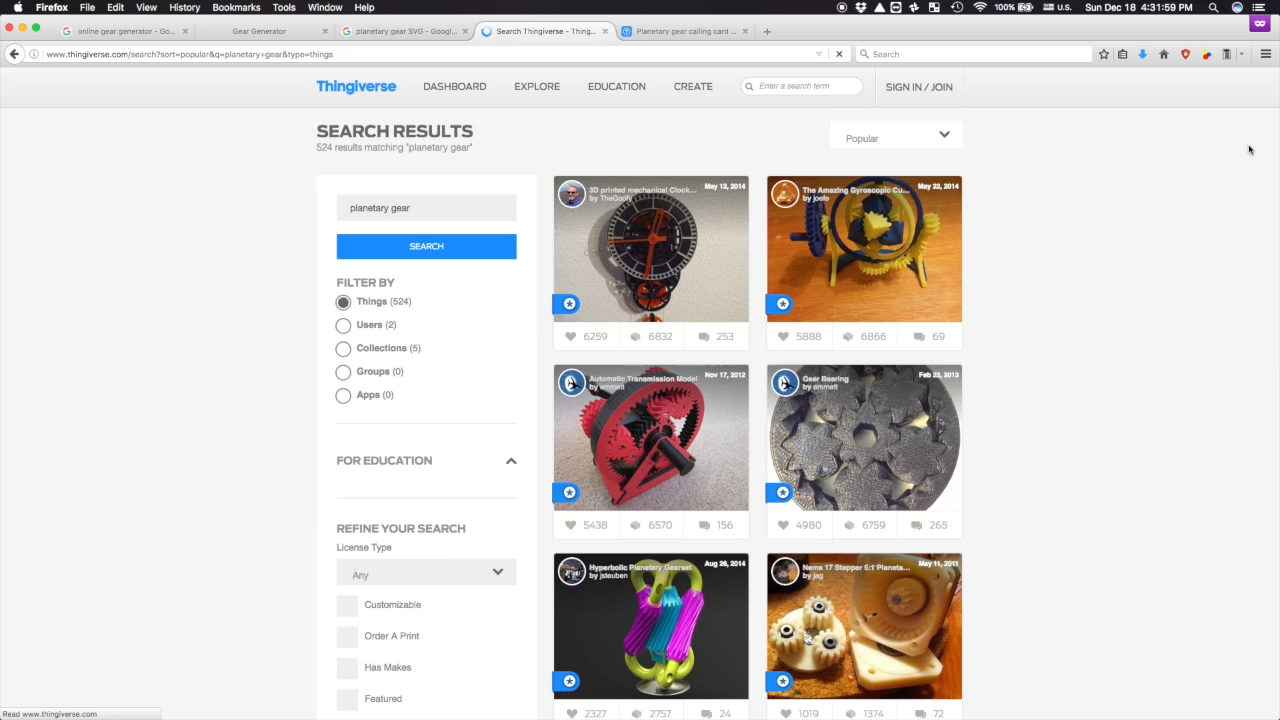 Firefox File Edit View History Bookmarks Tools Window Help
100% U.S. Sun Dec 18 4:29:58 PM
online gear generator - Go...
Gear Generator
planetary gear SVG - Googl...
Search Thingiverse - Thing...
Planetary gear calling card ...
www.thingiverse.com/search?sort=popular&q=planetary+gear&type=things
Search
Thingiverse DASHBOARD EXPLORE EDUCATION CREATE Enter a search term SIGN IN / JOIN
SEARCH RESULTS
524 results matching "planetary gear"
Popular
planetary gear
SEARCH
FILTER BY
Things (524)
Users (2)
Collections (5)
Groups (0)
Apps (0)
FOR EDUCATION
REFINE YOUR SEARCH
License Type
Any
Customizable
Order A Print
Has Makes
Featured
3D printed mechanical Clock... May 13, 2014
by TheGoofy
6259 6832 253
The Amazing Gyroscopic Cu... May 22, 2014
by joefe
5888 6866 69
Automatic Transmission Model Nov 17, 2012
by emmett
5438 6570 156
Gear Bearing Feb 23, 2013
by emmett
4980 6759 265
Hyperbolic Planetary Gearset Aug 26, 2014
by jsteuben
2327 2757 24
Nema 17 Stepper 5:1 Planeta... May 11, 2011
by jag
1019 1374 72
Read www.thingiverse.com